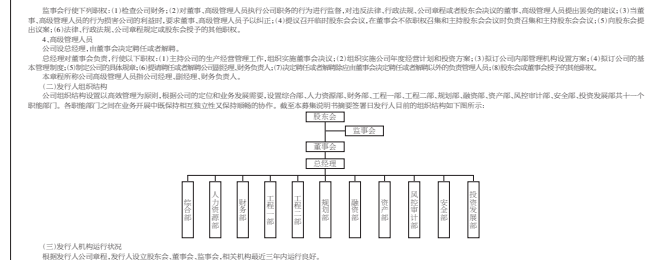 监事会行使下列职权:(1)检查公司财务;(2)对董事、高级管理人员执行公司职务的行为进行监督,对违反法律、行政法规、公司章程或者股东会决议的董事、高级管理人员提出罢免的建议;(3)当董
事、高级管理人员的行为损害公司的利益时,要求董事、高级管理人员予以纠正;(4)提议召开临时股东会会议,在董事会不依职权召集和主持股东会会议时负责召集和主持股东会会议;(5)向股东会提
出议案;(6)法律、行政法规、公司章程规定或股东会授予的其他职权。
4、高级管理人员
公司设总经理,由董事会决定聘任或者解聘。
总经理对董事会负责,行使以下职权:(1)主持公司的生产经营管理工作,组织实施董事会决议;(2)组织实施公司年度经营计划和投资方案;(3)拟订公司内部管理机构设置方案;(4)拟订公司的基
本管理制度;(5)制定公司的具体规章;(6)提请聘任或者解聘公司副经理、财务负责人;(7)决定聘任或者解聘除应由董事会决定聘任或者解聘以外的负责管理人员;(8)股东会或董事会授予的其他职权。
本章程所称公司高级管理人员指公司经理、副经理、财务负责人。
(二)发行人组织结构
公司组织结构设置以高效管理为原则,根据公司的定位和业务发展需要,设置综合部、人力资源部、财务部、工程一部、工程二部、规划部、融资部、资产部、风控审计部、安全部、投资发展部共十一个
职能部门。各职能部门之间在业务开展中既保持相互独立性又保持顺畅的协作。截至本募集说明书摘要签署日发行人目前的组织结构如下图所示:
股东会
监事会
董事会
总经理
综合部
人力资源部
财务部
工程一部
工程二部
规划部
融资部
资产部
风控审计部
安全部
投资发展部
(三)发行人机构运行状况
根据发行人公司章程,发行人设立股东会、董事会、监事会,相关机构最近三年内运行良好。